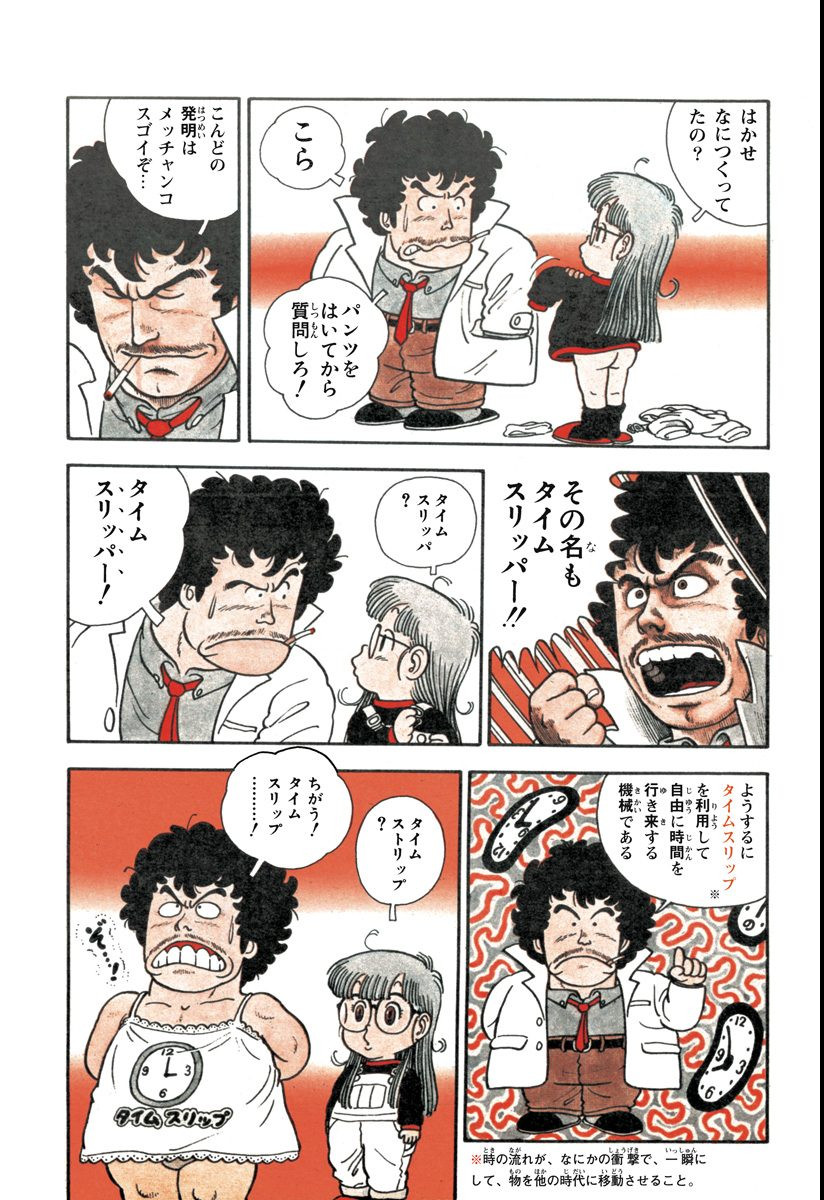 はかせ
なにつくって
たの?
こら
パンツを
はいてから
質問しろ!
こんどの
発明は
メッチャンコ
スゴイぞ…
その名も
タイム
スリッパー!!
タイム
スリッパ
?
タイム
スリッパー!
ようするに
タイムスリップ※
を利用して
自由に時間を
行き来する
機械である
※時の流れが、なにかの衝撃で、一瞬に
して、物を他の時代に移動させること。
タイム
ストリップ
?
ちがう!
タイム
スリップ
………!
ぞ…!
12
9
3
タイムスリップ